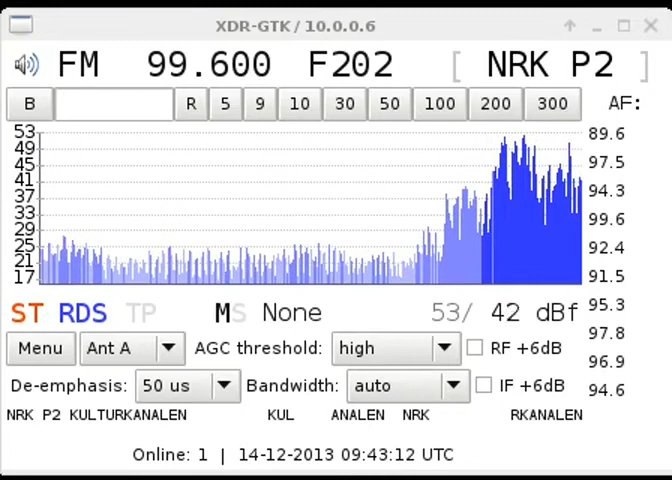 XDR-GTK / 10.0.0.6
FM 99.600 F202 [ NRK P2 ]
B R 5 9 10 30 50 100 200 300 AF:
53
49
45
41
37
33
29
25
21
17
89.6
97.5
94.3
99.6
92.4
91.5
95.3
97.8
96.9
94.6
ST RDS TP MS None 53/ 42 dBf
Menu Ant A AGC threshold: high RF +6dB
De-emphasis: 50 us Bandwidth: auto IF +6dB
NRK P2 KULTURKANALEN KUL ANALEN NRK RKANALEN
Online: 1 | 14-12-2013 09:43:12 UTC